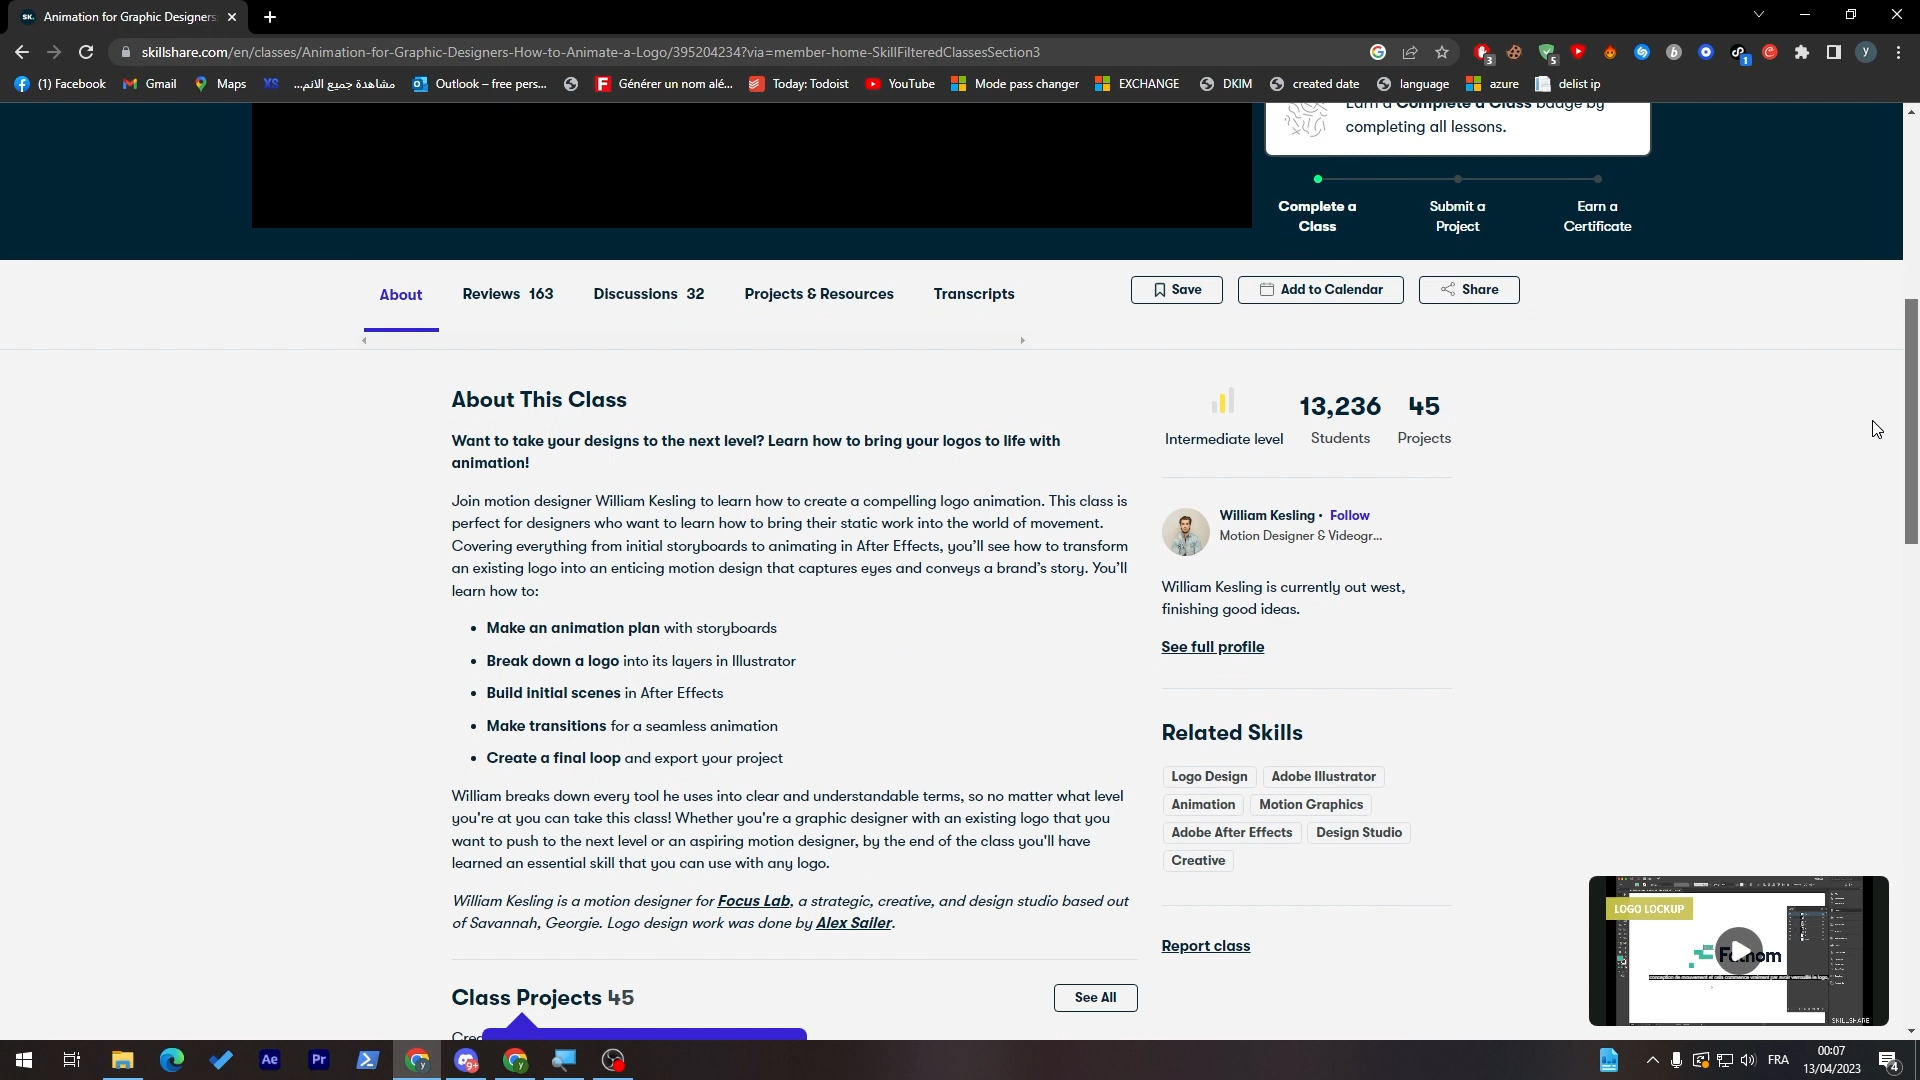 SK. Animation for Graphic Designers:
skillshare.com/en/classes/Animation-for-Graphic-Designers-How-to-Animate-a-Logo/395204234?via=member-home-SkillFilteredClassesSection3
3 5 1 y
(1) Facebook Gmail Maps XS مشاهدة جميع الانم... Outlook – free pers... Générer un nom alé... Today: Todoist YouTube Mode pass changer EXCHANGE DKIM created date language azure delist ip
Earn a Complete a Class badge by
completing all lessons.
Complete a Class
Submit a Project
Earn a Certificate
About Reviews 163 Discussions 32 Projects & Resources Transcripts
Save Add to Calendar Share
About This Class
Want to take your designs to the next level? Learn how to bring your logos to life with
animation!
Join motion designer William Kesling to learn how to create a compelling logo animation. This class is
perfect for designers who want to learn how to bring their static work into the world of movement.
Covering everything from initial storyboards to animating in After Effects, you'll see how to transform
an existing logo into an enticing motion design that captures eyes and conveys a brand's story. You'll
learn how to:
• Make an animation plan with storyboards
• Break down a logo into its layers in Illustrator
• Build initial scenes in After Effects
• Make transitions for a seamless animation
• Create a final loop and export your project
William breaks down every tool he uses into clear and understandable terms, so no matter what level
you're at you can take this class! Whether you're a graphic designer with an existing logo that you
want to push to the next level or an aspiring motion designer, by the end of the class you'll have
learned an essential skill that you can use with any logo.
William Kesling is a motion designer for Focus Lab, a strategic, creative, and design studio based out
of Savannah, Georgie. Logo design work was done by Alex Sailer.
Class Projects 45
See All
13,236 45
Intermediate level Students Projects
William Kesling • Follow
Motion Designer & Videogr...
William Kesling is currently out west,
finishing good ideas.
See full profile
Related Skills
Logo Design Adobe Illustrator
Animation Motion Graphics
Adobe After Effects Design Studio
Creative
Report class
LOGO LOCKUP
SKILLSHARE
Ae Pr 9+
FRA
00:07
13/04/2023
4